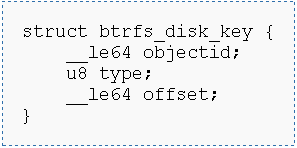 struct btrfs_disk_key {
    __le64 objectid;
    u8 type;
    __le64 offset;
}